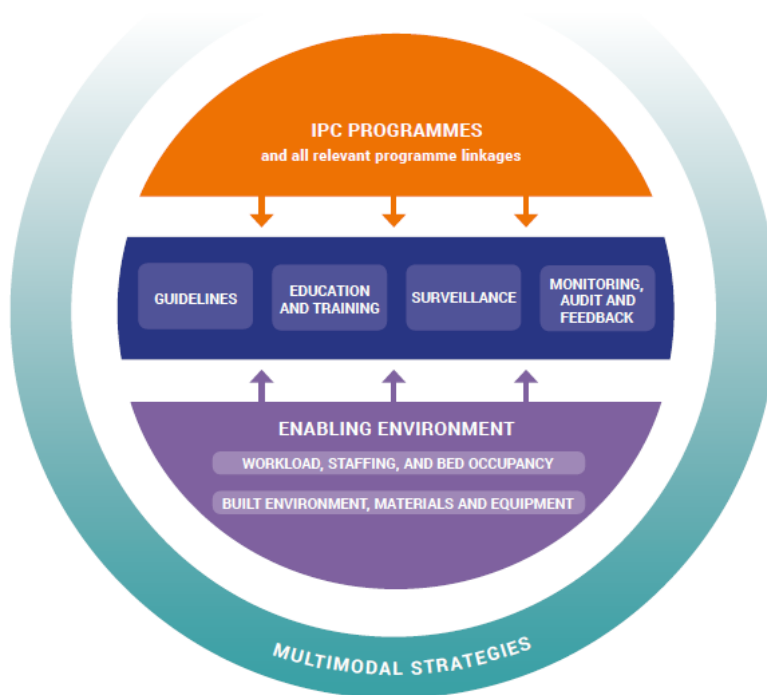 IPC PROGRAMMES
and all relevant programme linkages
GUIDELINES
EDUCATION
AND TRAINING
SURVEILLANCE
MONITORING,
AUDIT AND
FEEDBACK
ENABLING ENVIRONMENT
WORKLOAD, STAFFING, AND BED OCCUPANCY
BUILT ENVIRONMENT, MATERIALS AND EQUIPMENT
MULTIMODAL STRATEGIES